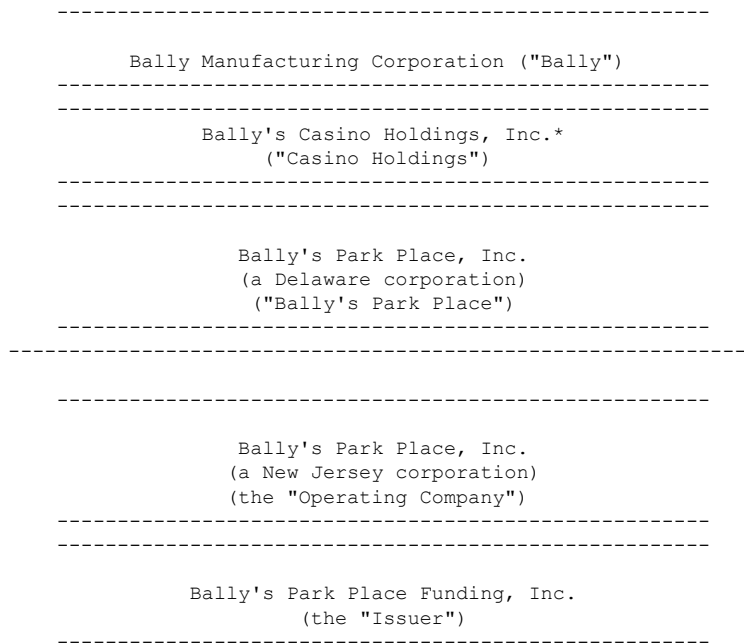 ------------------------------------------------------
Bally Manufacturing Corporation ("Bally")
------------------------------------------------------
------------------------------------------------------
Bally's Casino Holdings, Inc.*
("Casino Holdings")
------------------------------------------------------
------------------------------------------------------
Bally's Park Place, Inc.
(a Delaware corporation)
("Bally's Park Place")
------------------------------------------------------
-------------------------------------------------------------
------------------------------------------------------
Bally's Park Place, Inc.
(a New Jersey corporation)
(the "Operating Company")
------------------------------------------------------
------------------------------------------------------
Bally's Park Place Funding, Inc.
(the "Issuer")
------------------------------------------------------